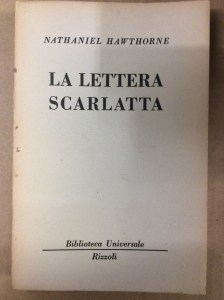 NATHANIEL HAWTHORNE
LA LETTERA
SCARLATTA
Biblioteca Universale
Rizzoli